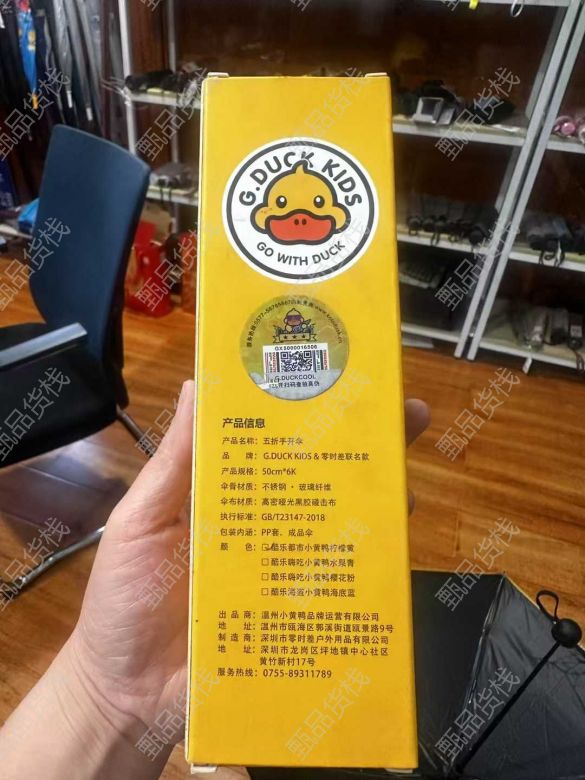 G.DUCK KIDS
GO WITH DUCK
GXS000016506
G.DUCKCOOL
产品信息
产品名称：五折手开伞
品 牌：G.DUCK KIDS & 零时差联名款
产品规格：50cm*6K
伞骨材质：不锈钢·玻璃纤维
伞布材质：高密哑光黑胶碰击布
执行标准：GB/T23147-2018
包装内涵：PP套、成品伞
颜 色：□酷乐都市小黄鸭柠檬黄
□酷乐嗨吃小黄鸭水果青
□酷乐嗨吃小黄鸭樱花粉
□酷乐海盗小黄鸭海底蓝
出 品 商：温州小黄鸭品牌运营有限公司
地 址：温州市瓯海区郭溪街道瓯景路9号
制 造 商：深圳市零时差户外用品有限公司
地 址：深圳市龙岗区坪地镇中心社区
黄竹新村17号
服务热线：0755-89311789
甄品货栈